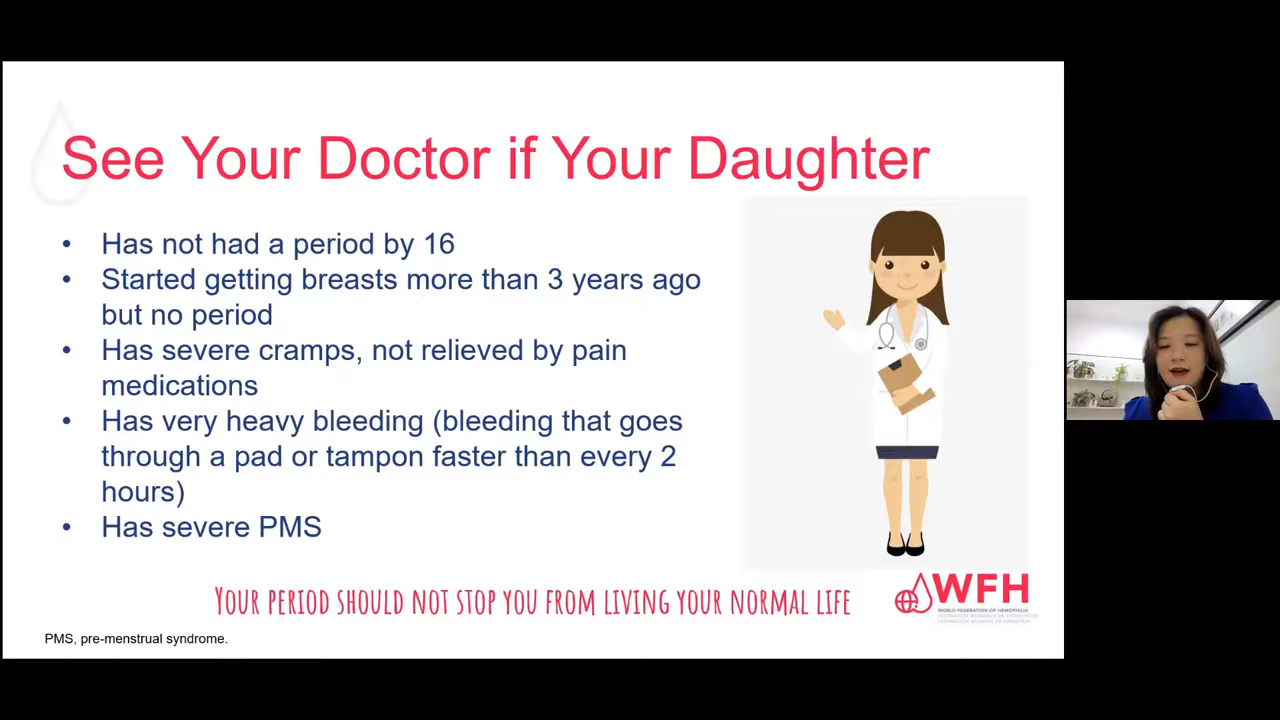 See Your Doctor if Your Daughter
• Has not had a period by 16
• Started getting breasts more than 3 years ago
but no period
• Has severe cramps, not relieved by pain
medications
• Has very heavy bleeding (bleeding that goes
through a pad or tampon faster than every 2
hours)
• Has severe PMS
YOUR PERIOD SHOULD NOT STOP YOU FROM LIVING YOUR NORMAL LIFE
WFH
WORLD FEDERATION OF HEMOPHILIA
PMS, pre-menstrual syndrome.